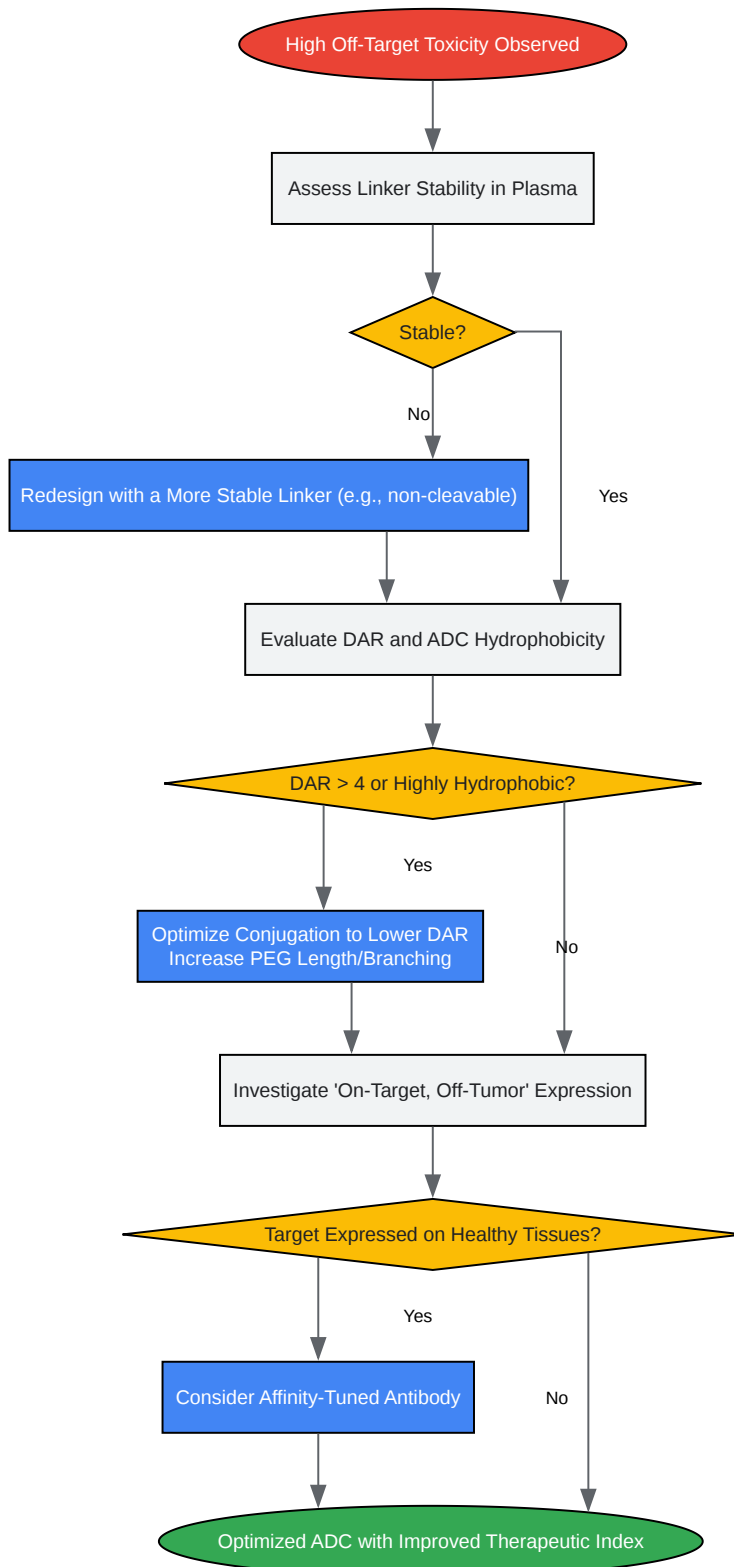 High Off-Target Toxicity Observed
Assess Linker Stability in Plasma
Stable?
No
Redesign with a More Stable Linker (e.g., non-cleavable)
Yes
Evaluate DAR and ADC Hydrophobicity
DAR > 4 or Highly Hydrophobic?
Yes
Optimize Conjugation to Lower DAR
Increase PEG Length/Branching
No
Investigate 'On-Target, Off-Tumor' Expression
Target Expressed on Healthy Tissues?
Yes
Consider Affinity-Tuned Antibody
No
Optimized ADC with Improved Therapeutic Index